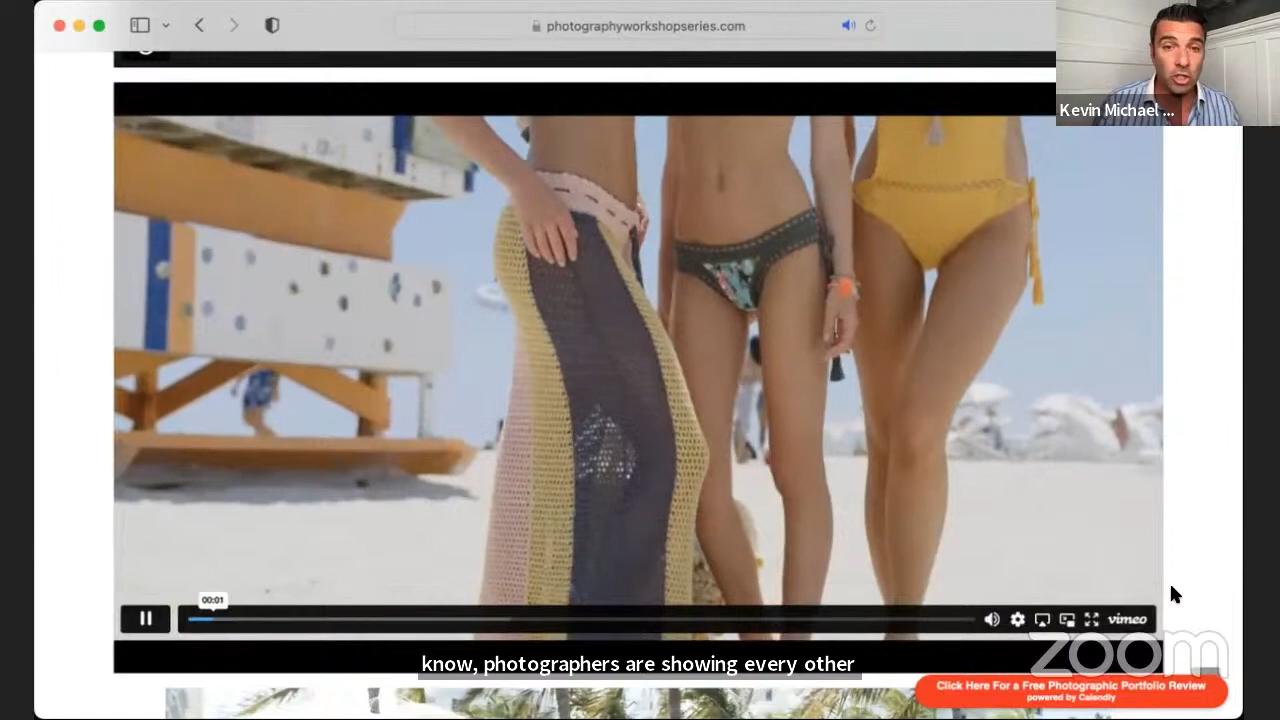 photographyworkshopseries.com
Kevin Michael ...
00:01
vimeo
know, photographers are showing every other
zoom
Click Here For a Free Photographic Portfolio Review
powered by Calendly